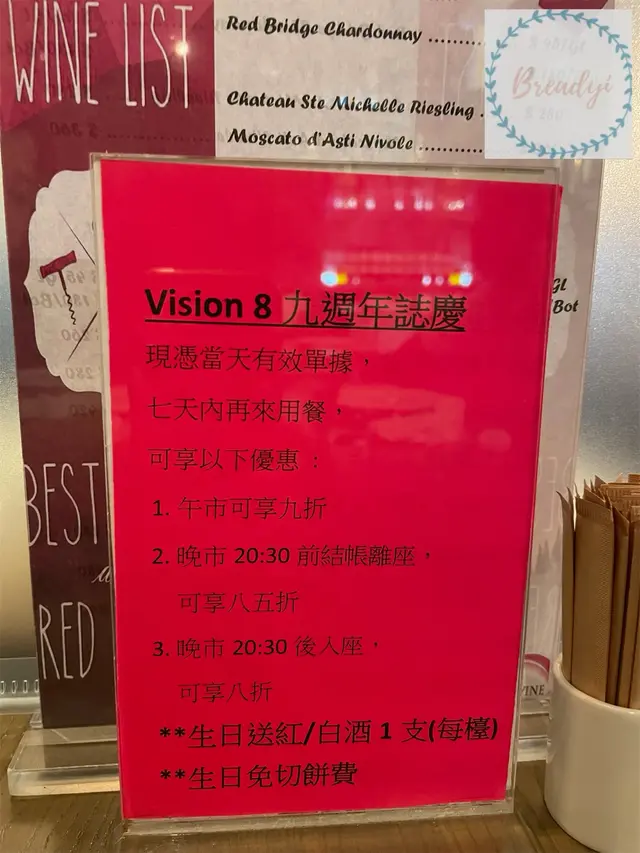 WINE LIST
Red Bridge Chardonnay
Chateau Ste Michelle Riesling
Moscato d'Asti Nivole
Breadyi
GL
Bot
Vision 8 九週年誌慶
現憑當天有效單據，
七天內再來用餐，
可享以下優惠：
1. 午市可享九折
2. 晚市 20:30 前結帳離座，
可享八五折
3. 晚市 20:30 後入座，
可享八折
**生日送紅/白酒 1 支(每檯)
**生日免切餅費
BEST
RED
WINE